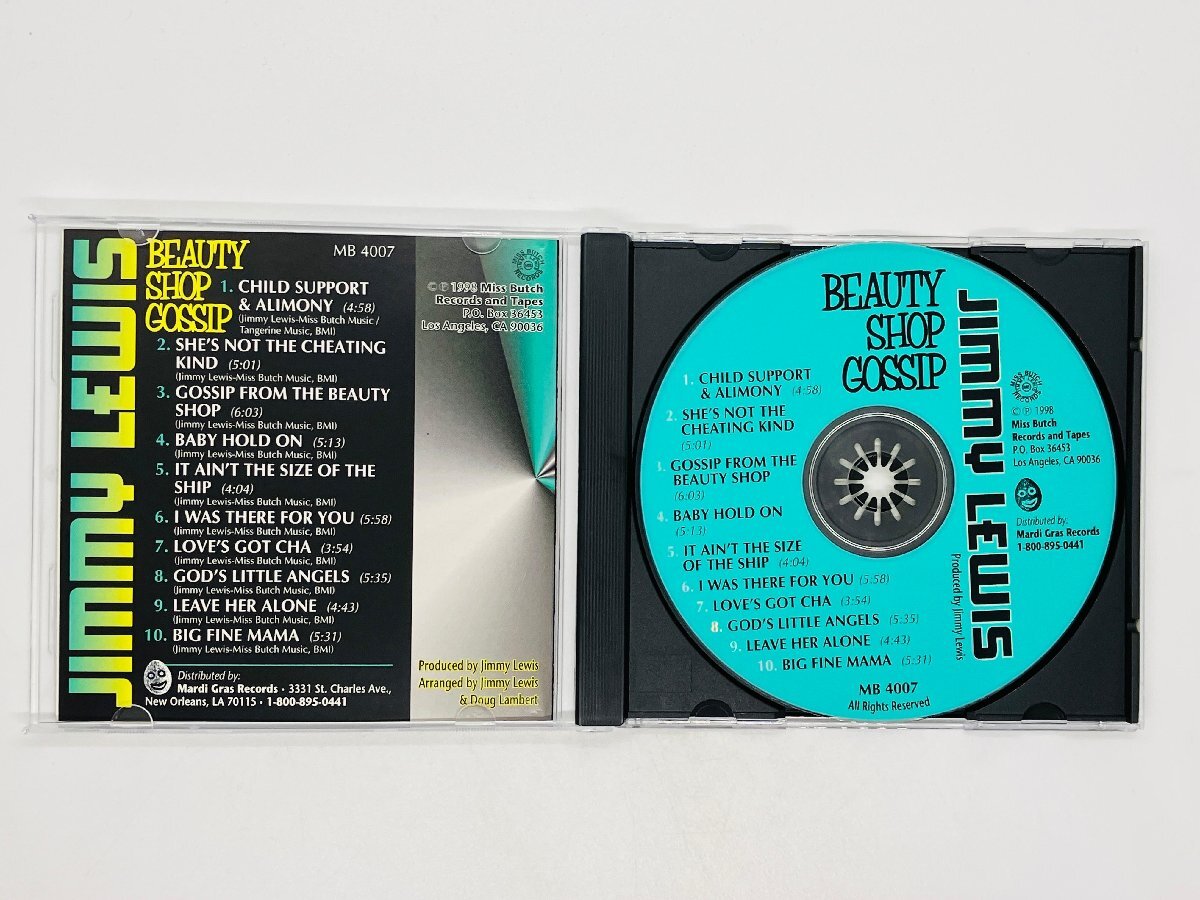 JIMMY LEWIS
BEAUTY
SHOP
GOSSIP
MB 4007
1. CHILD SUPPORT
& ALIMONY (4:58)
(Jimmy Lewis-Miss Butch Music /
Tangerine Music, BMI)
2. SHE'S NOT THE CHEATING
KIND (5:01)
(Jimmy Lewis-Miss Butch Music, BMI)
3. GOSSIP FROM THE BEAUTY
SHOP (6:03)
(Jimmy Lewis-Miss Butch Music, BMI)
4. BABY HOLD ON (5:13)
(Jimmy Lewis-Miss Butch Music, BMI)
5. IT AIN'T THE SIZE OF THE
SHIP (4:04)
(Jimmy Lewis-Miss Butch Music, BMI)
6. I WAS THERE FOR YOU (5:58)
(Jimmy Lewis-Miss Butch Music, BMI)
7. LOVE'S GOT CHA (3:54)
(Jimmy Lewis-Miss Butch Music, BMI)
8. GOD'S LITTLE ANGELS (5:35)
(Jimmy Lewis-Miss Butch Music, BMI)
9. LEAVE HER ALONE (4:43)
(Jimmy Lewis-Miss Butch Music, BMI)
10. BIG FINE MAMA (5:31)
(Jimmy Lewis-Miss Butch Music, BMI)
Distributed by:
Mardi Gras Records • 3331 St. Charles Ave.,
New Orleans, LA 70115 • 1-800-895-0441
MISS BUTCH
RECORDS
© ℗ 1998 Miss Butch
Records and Tapes
P.O. Box 36453
Los Angeles, CA 90036
Produced by Jimmy Lewis
Arranged by Jimmy Lewis
& Doug Lambert
BEAUTY
SHOP
GOSSIP
JIMMY LEWIS
Produced by Jimmy Lewis
1. CHILD SUPPORT
& ALIMONY (4:58)
2. SHE'S NOT THE
CHEATING KIND
(5:01)
3. GOSSIP FROM THE
BEAUTY SHOP
(6:03)
4. BABY HOLD ON
(5:13)
5. IT AIN'T THE SIZE
OF THE SHIP (4:04)
6. I WAS THERE FOR YOU (5:58)
7. LOVE'S GOT CHA (3:54)
8. GOD'S LITTLE ANGELS (5:35)
9. LEAVE HER ALONE (4:43)
10. BIG FINE MAMA (5:31)
MB 4007
All Rights Reserved
MISS BUTCH
RECORDS
© ℗ 1998
Miss Butch
Records and Tapes
P.O. Box 36453
Los Angeles, CA 90036
Distributed by:
Mardi Gras Records
1-800-895-0441